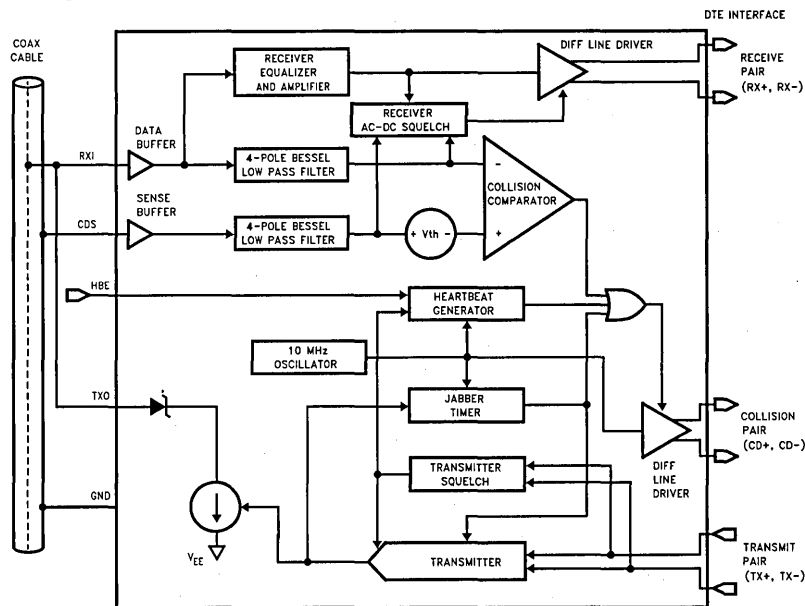 DTE INTERFACE
COAX
CABLE
RECEIVER
EQUALIZER
AND AMPLIFIER
DIFF LINE DRIVER
RECEIVE
PAIR
(RX+, RX-)
RECEIVER
AC-DC SQUELCH
DATA
BUFFER
RXI
4-POLE BESSEL
LOW PASS FILTER
-
COLLISION
COMPARATOR
SENSE
BUFFER
CDS
4-POLE BESSEL
LOW PASS FILTER
+ Vth -
+
HBE
HEARTBEAT
GENERATOR
10 MHz
OSCILLATOR
TXO
JABBER
TIMER
COLLISION
PAIR
(CD+, CD-)
TRANSMITTER
SQUELCH
DIFF
LINE
DRIVER
GND
VEE
TRANSMITTER
TRANSMIT
PAIR
(TX+, TX-)